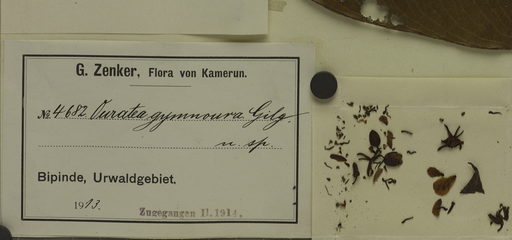 G. Zenker, Flora von Kamerun.
No. 4682. Ouratea gymnoura Gilg.
n. sp.
Bipinde, Urwaldgebiet.
1913.
Zugegangen II. 1914.